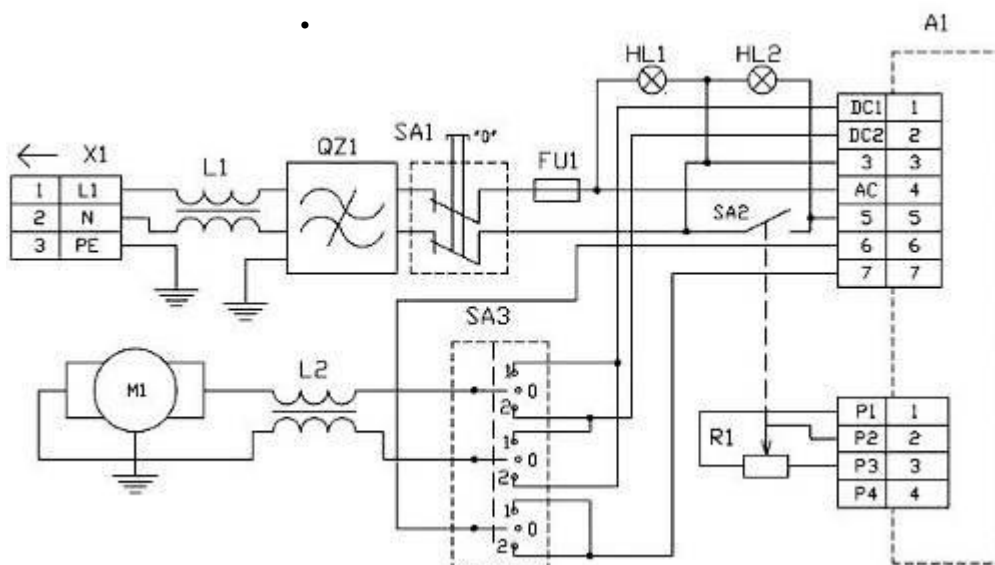 A1
HL1 HL2
DC1 1
SA1 "0" DC2 2
X1 L1 QZ1 FU1 3 3
1 L1 AC 4
2 N SA2 5 5
3 PE 6 6
7 7
SA3
L2 1
M1 0
2 P1 1
1 R1 P2 2
0 P3 3
2 P4 4
1
0
2